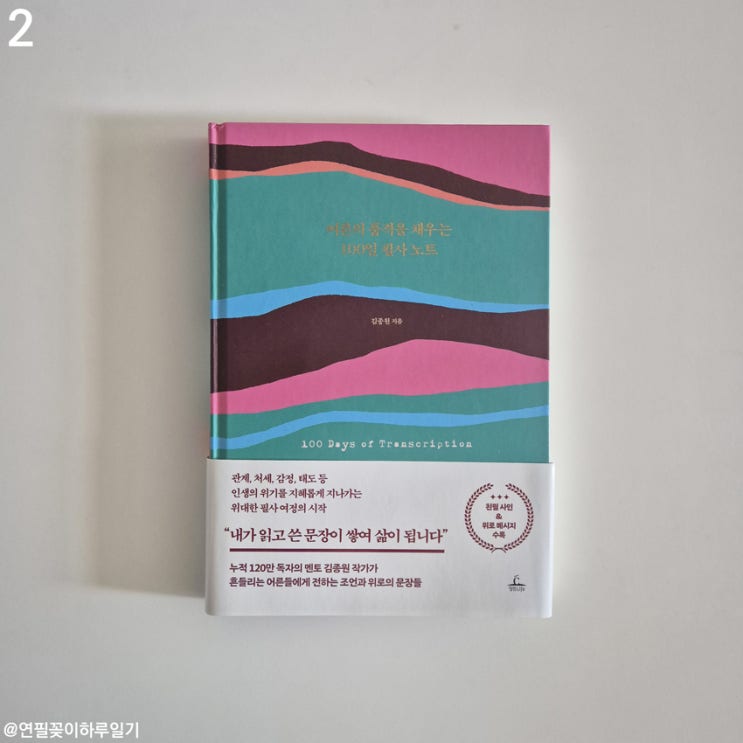 2
어른의 품격을 채우는
100일 필사 노트
김종원 지음
100 Days of Transcription
관계, 처세, 감정, 태도 등
인생의 위기를 지혜롭게 지나가는
위대한 필사 여정의 시작
“내가 읽고 쓴 문장이 쌓여 삶이 됩니다”
누적 120만 독자의 멘토 김종원 작가가
흔들리는 어른들에게 전하는 조언과 위로의 문장들
친필 사인
&
위로 메시지
수록
@연필꽂이하루일기